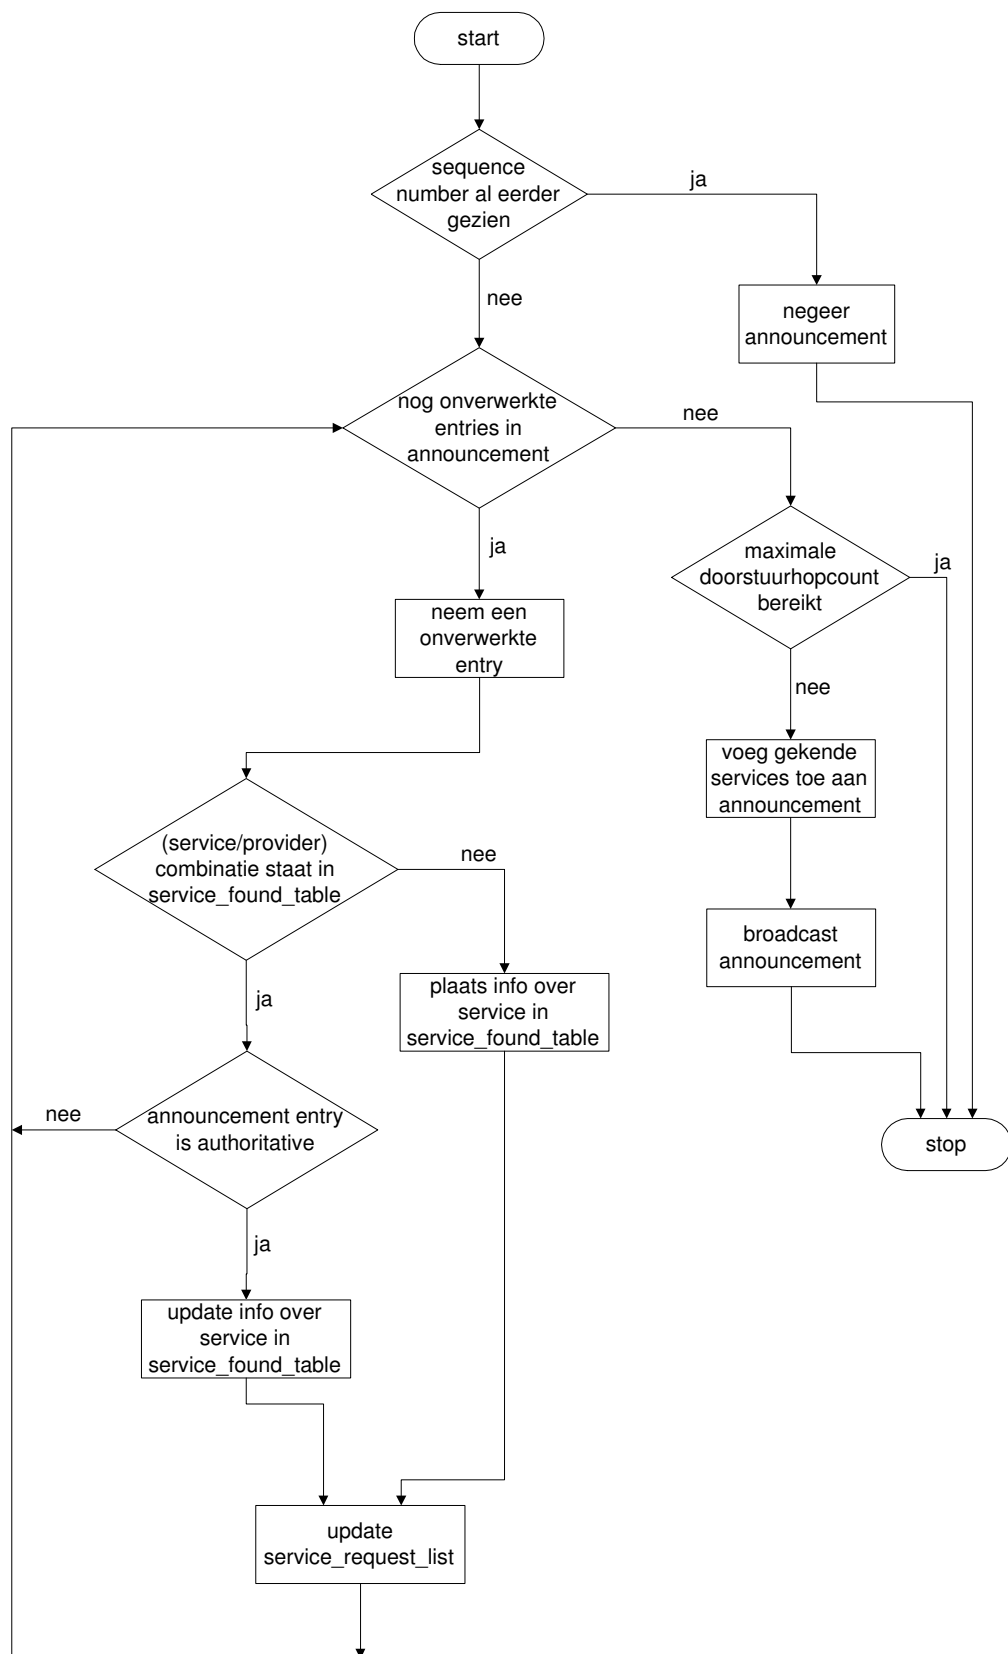 start
sequence
number al eerder
gezien
ja
nee
negeer
announcement
nog onverwerkte
entries in
announcement
nee
ja
maximale
doorstuurhopcount
bereikt
ja
neem een
onverwerkte
entry
nee
voeg gekende
services toe aan
announcement
(service/provider)
combinatie staat in
service_found_table
nee
ja
broadcast
announcement
plaats info over
service in
service_found_table
announcement entry
is authoritative
nee
ja
stop
update info over
service in
service_found_table
update
service_request_list